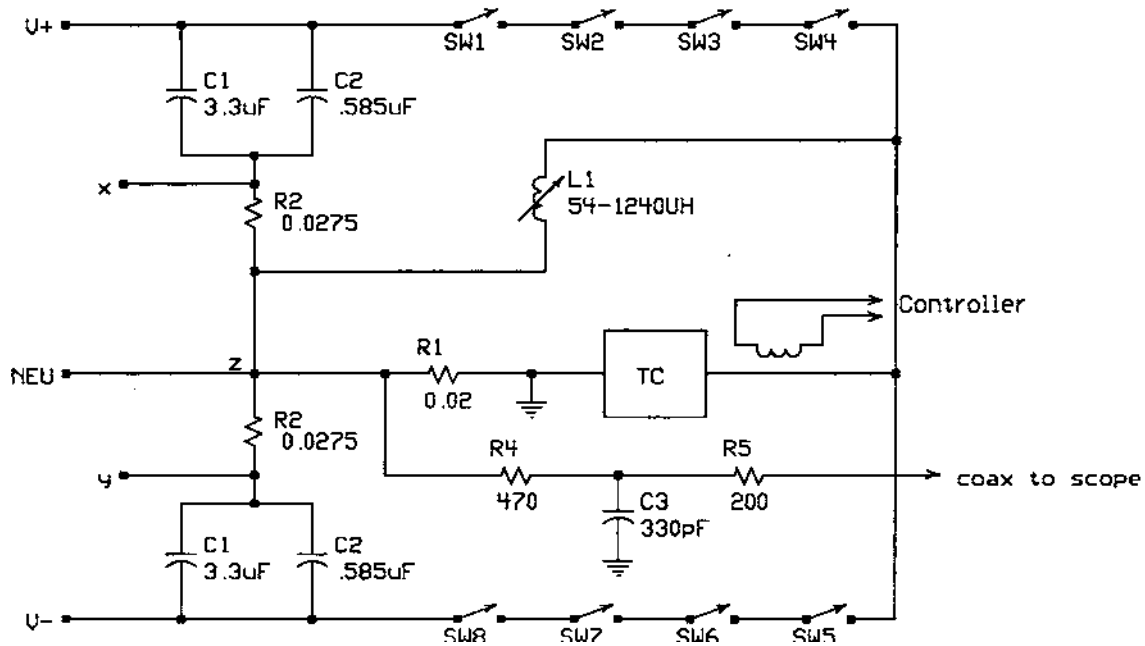 V+
SW1
SW2
SW3
SW4
C1
3.3uF
C2
.585uF
x
R2
0.0275
L1
54-1240UH
Controller
NEU
z
R1
0.02
TC
R2
0.0275
y
R4
470
R5
200
coax to scope
C3
330pF
C1
3.3uF
C2
.585uF
V-
SW8
SW7
SW6
SW5